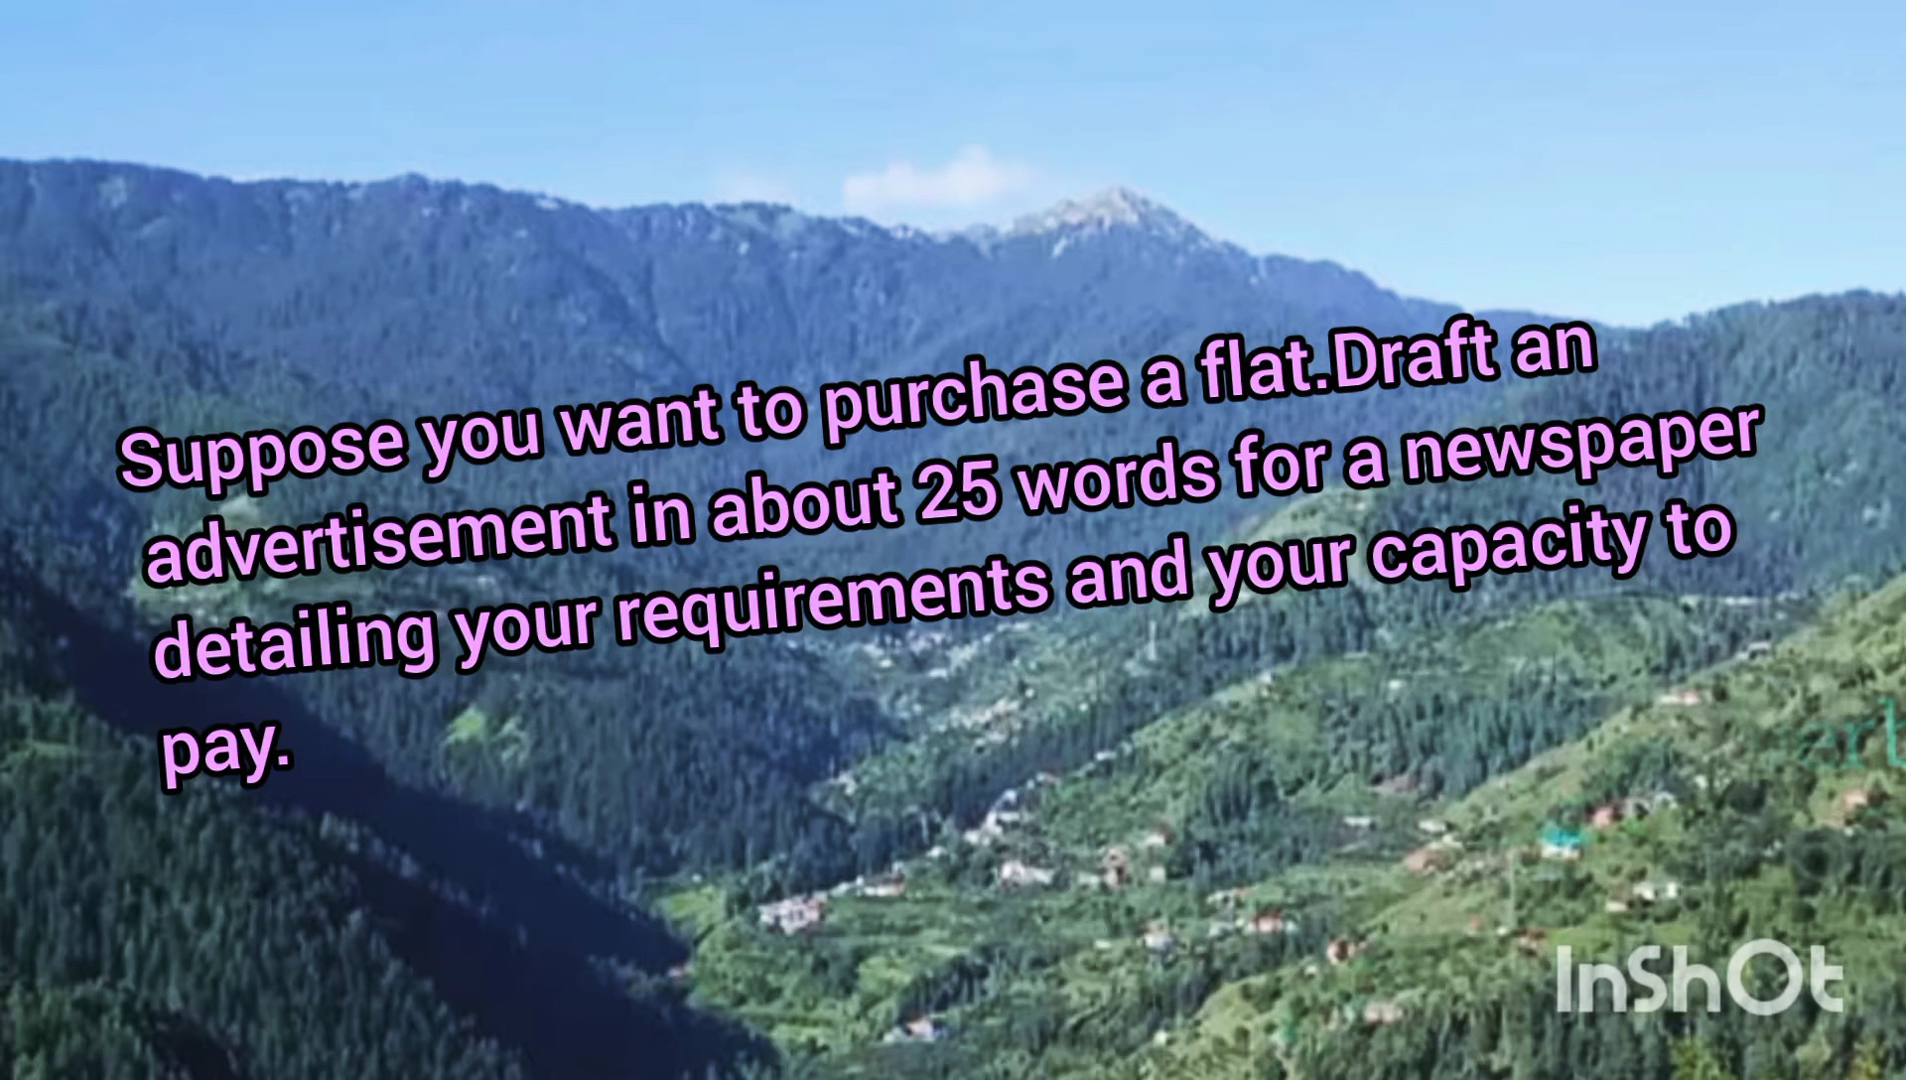 Suppose you want to purchase a flat.Draft an
advertisement in about 25 words for a newspaper
detailing your requirements and your capacity to
pay.
InShOt